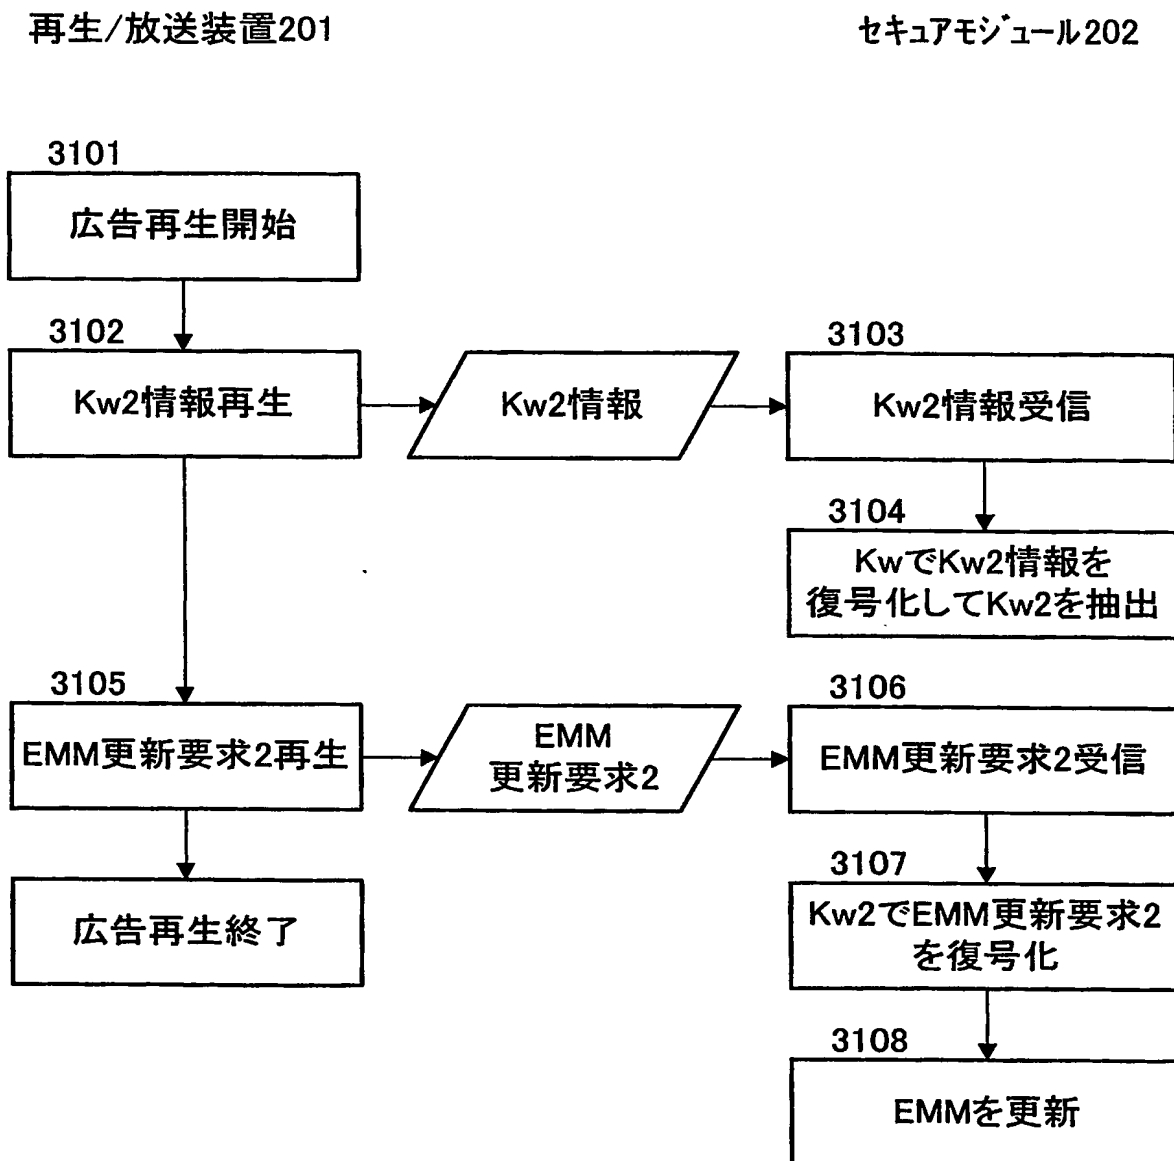 再生/放送装置201
セキュアモジュール202
3101
広告再生開始
3102
Kw2情報再生
Kw2情報
3103
Kw2情報受信
3104
KwでKw2情報を
復号化してKw2を抽出
3105
EMM更新要求2再生
EMM
更新要求2
3106
EMM更新要求2受信
広告再生終了
3107
Kw2でEMM更新要求2
を復号化
3108
EMMを更新